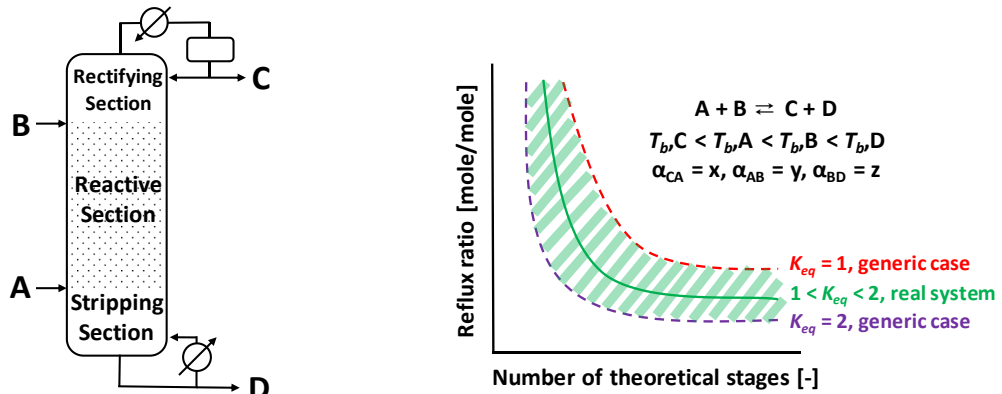 Rectifying
Section
C
B
Reactive
Section
A
Stripping
Section
D
Reflux ratio [mole/mole]
A + B ⇄ C + D
T_b,C < T_b,A < T_b,B < T_b,D
α_CA = x, α_AB = y, α_BD = z
K_eq = 1, generic case
1 < K_eq < 2, real system
K_eq = 2, generic case
Number of theoretical stages [-]